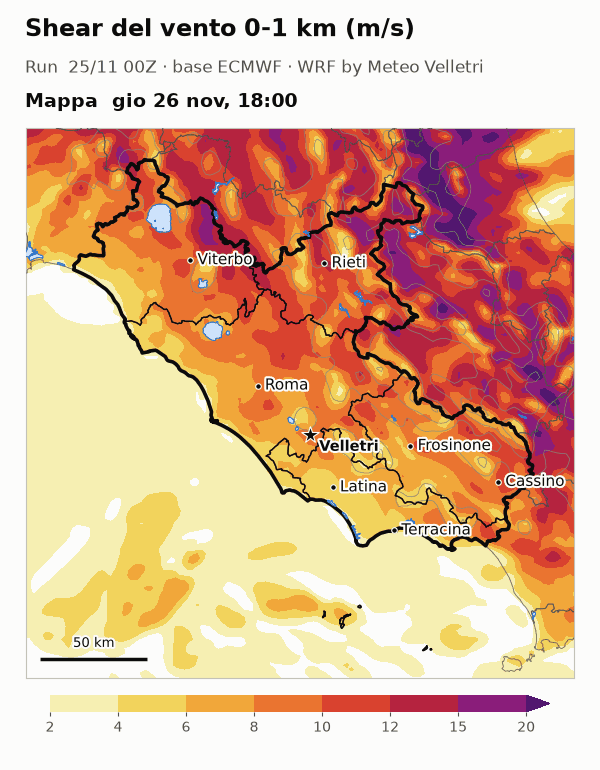 Shear del vento 0-1 km (m/s)
Run  25/11 00Z · base ECMWF · WRF by Meteo Velletri
Mappa  gio 26 nov, 18:00
Viterbo
Rieti
Roma
Velletri
Frosinone
Cassino
Latina
Terracina
50 km
2 4 6 8 10 12 15 20